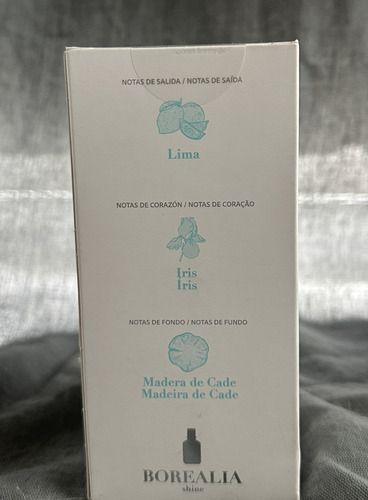 NOTAS DE SALIDA / NOTAS DE SAÍDA
Lima
NOTAS DE CORAZÓN / NOTAS DE CORAÇÃO
Iris
Íris
NOTAS DE FONDO / NOTAS DE FUNDO
Madera de Cade
Madeira de Cade
BOREALIA
shine